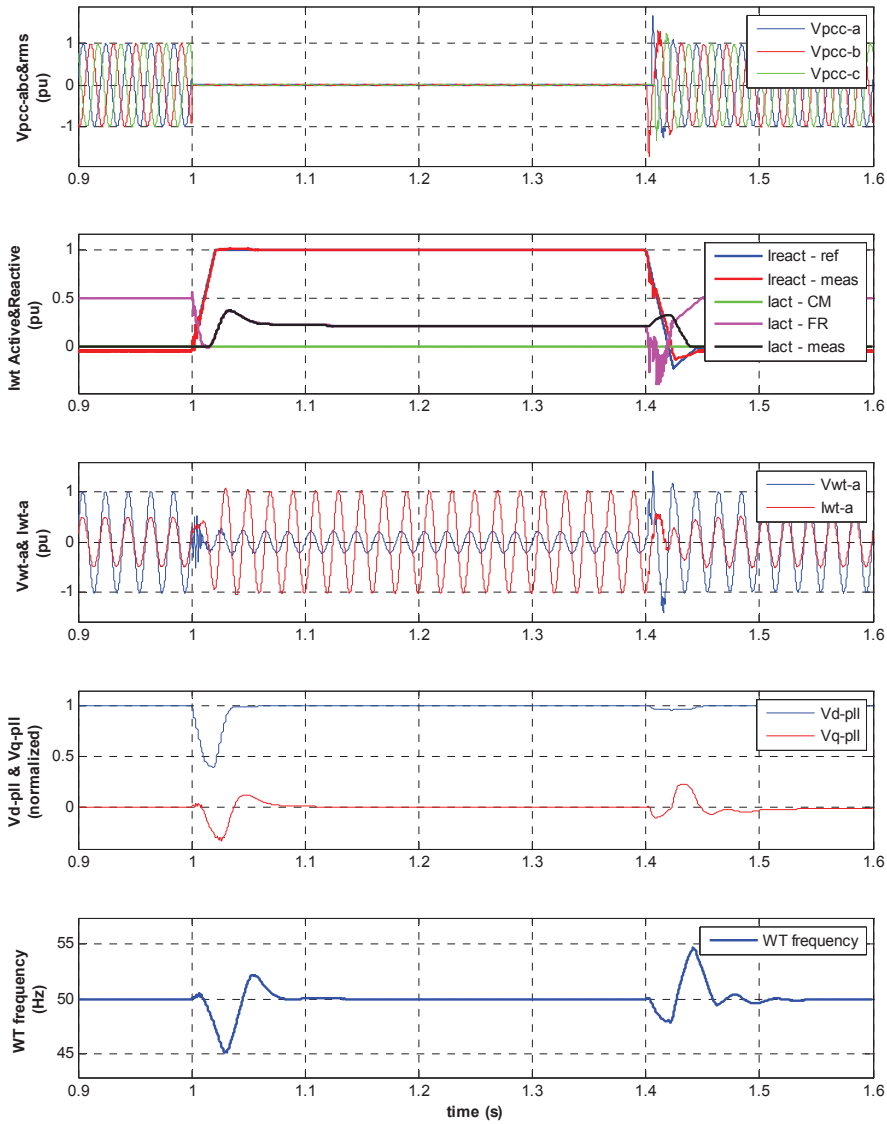 Vpcc-abc&rms
(pu)
1
0
-1
Vpcc-a
Vpcc-b
Vpcc-c
0.9 1 1.1 1.2 1.3 1.4 1.5 1.6
Iwt Active&Reactive
(pu)
1
0.5
0
Ireact - ref
Ireact - meas
Iact - CM
Iact - FR
Iact - meas
0.9 1 1.1 1.2 1.3 1.4 1.5 1.6
Vwt-a& Iwt-a
(pu)
1
0
-1
Vwt-a
Iwt-a
0.9 1 1.1 1.2 1.3 1.4 1.5 1.6
Vd-pll & Vq-pll
(normalized)
1
0.5
0
Vd-pll
Vq-pll
0.9 1 1.1 1.2 1.3 1.4 1.5 1.6
WT frequency
(Hz)
55
50
45
WT frequency
0.9 1 1.1 1.2 1.3 1.4 1.5 1.6
time (s)